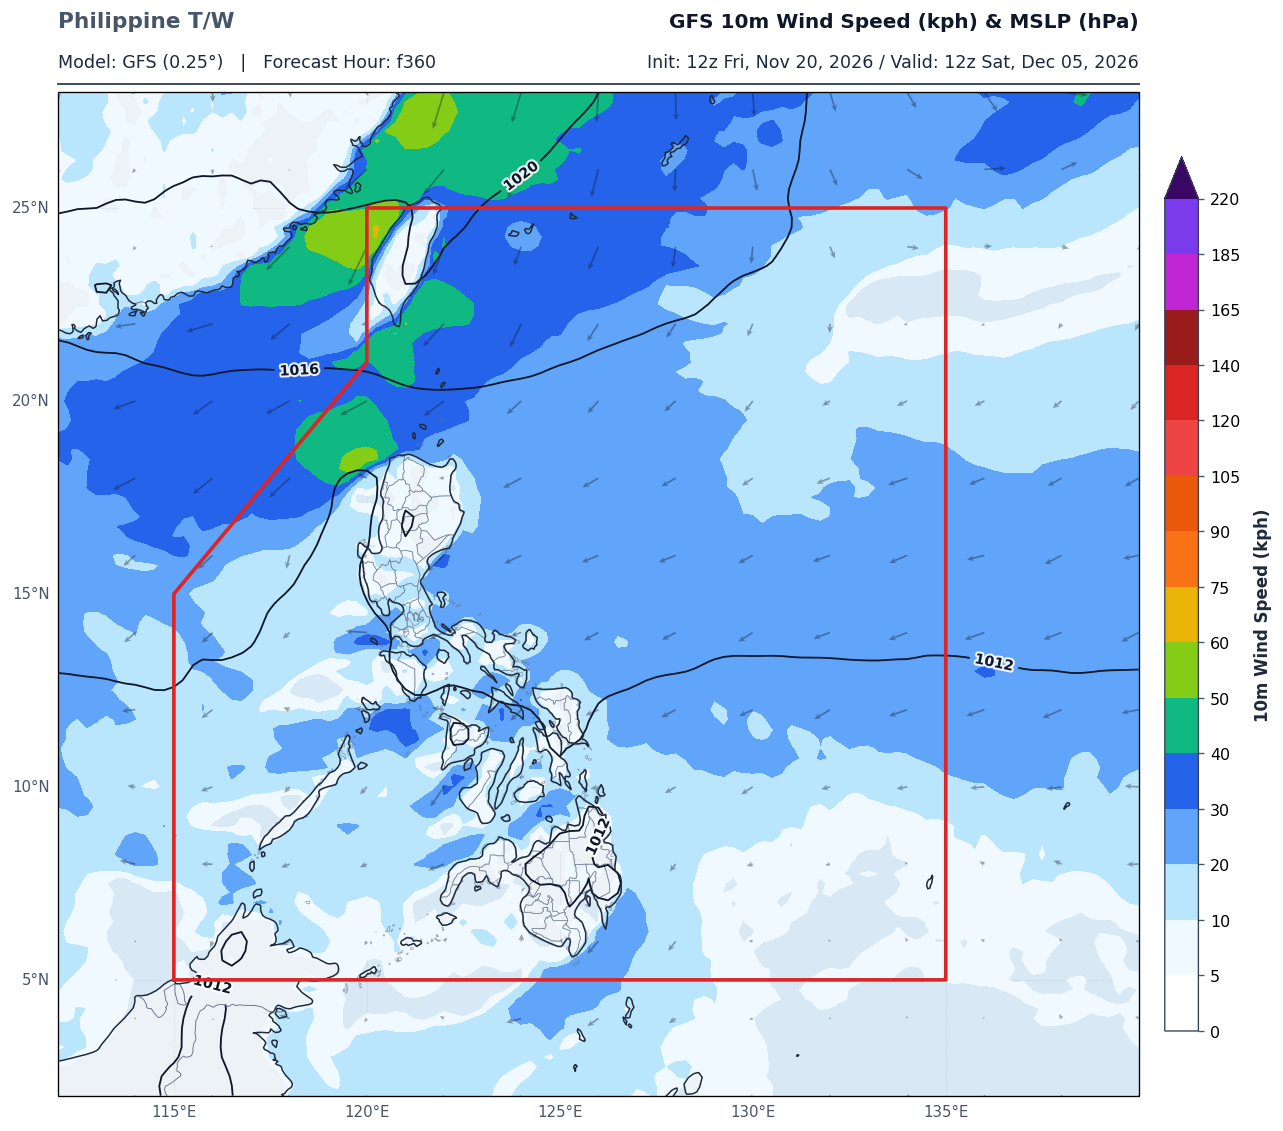 Philippine T/W
GFS 10m Wind Speed (kph) & MSLP (hPa)
Model: GFS (0.25°) | Forecast Hour: f360
Init: 12z Fri, Nov 20, 2026 / Valid: 12z Sat, Dec 05, 2026
25°N
20°N
15°N
10°N
5°N
115°E
120°E
125°E
130°E
135°E
1020
1016
1012
1012
1012
220
185
165
140
120
105
90
75
60
50
40
30
20
10
5
0
10m Wind Speed (kph)